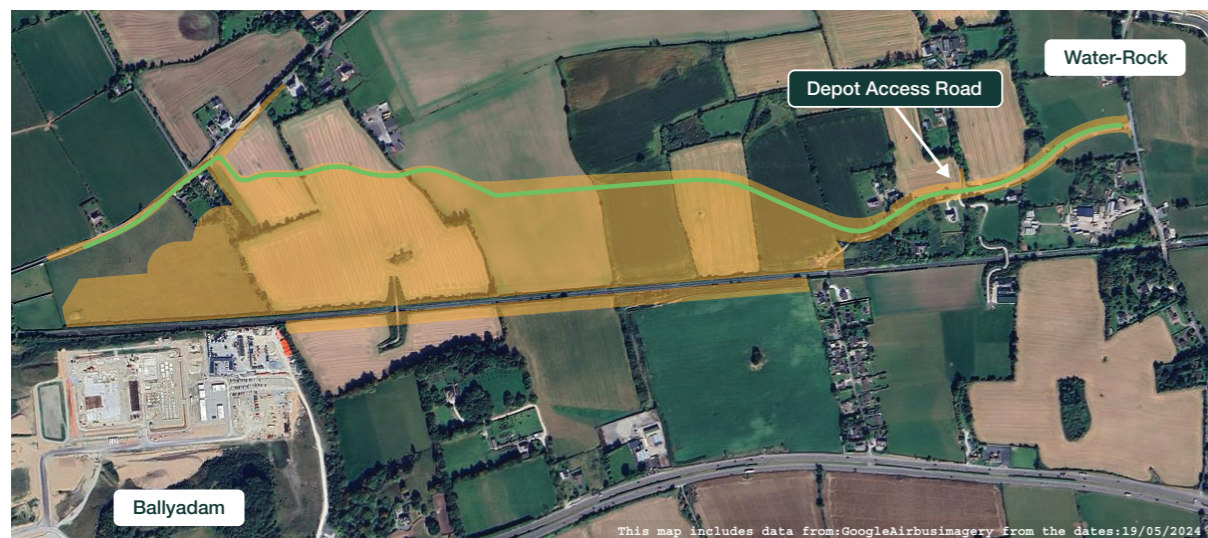 Water-Rock
Depot Access Road
Ballyadam
This map includes data from:GoogleAirbusimagery from the dates:19/05/2024